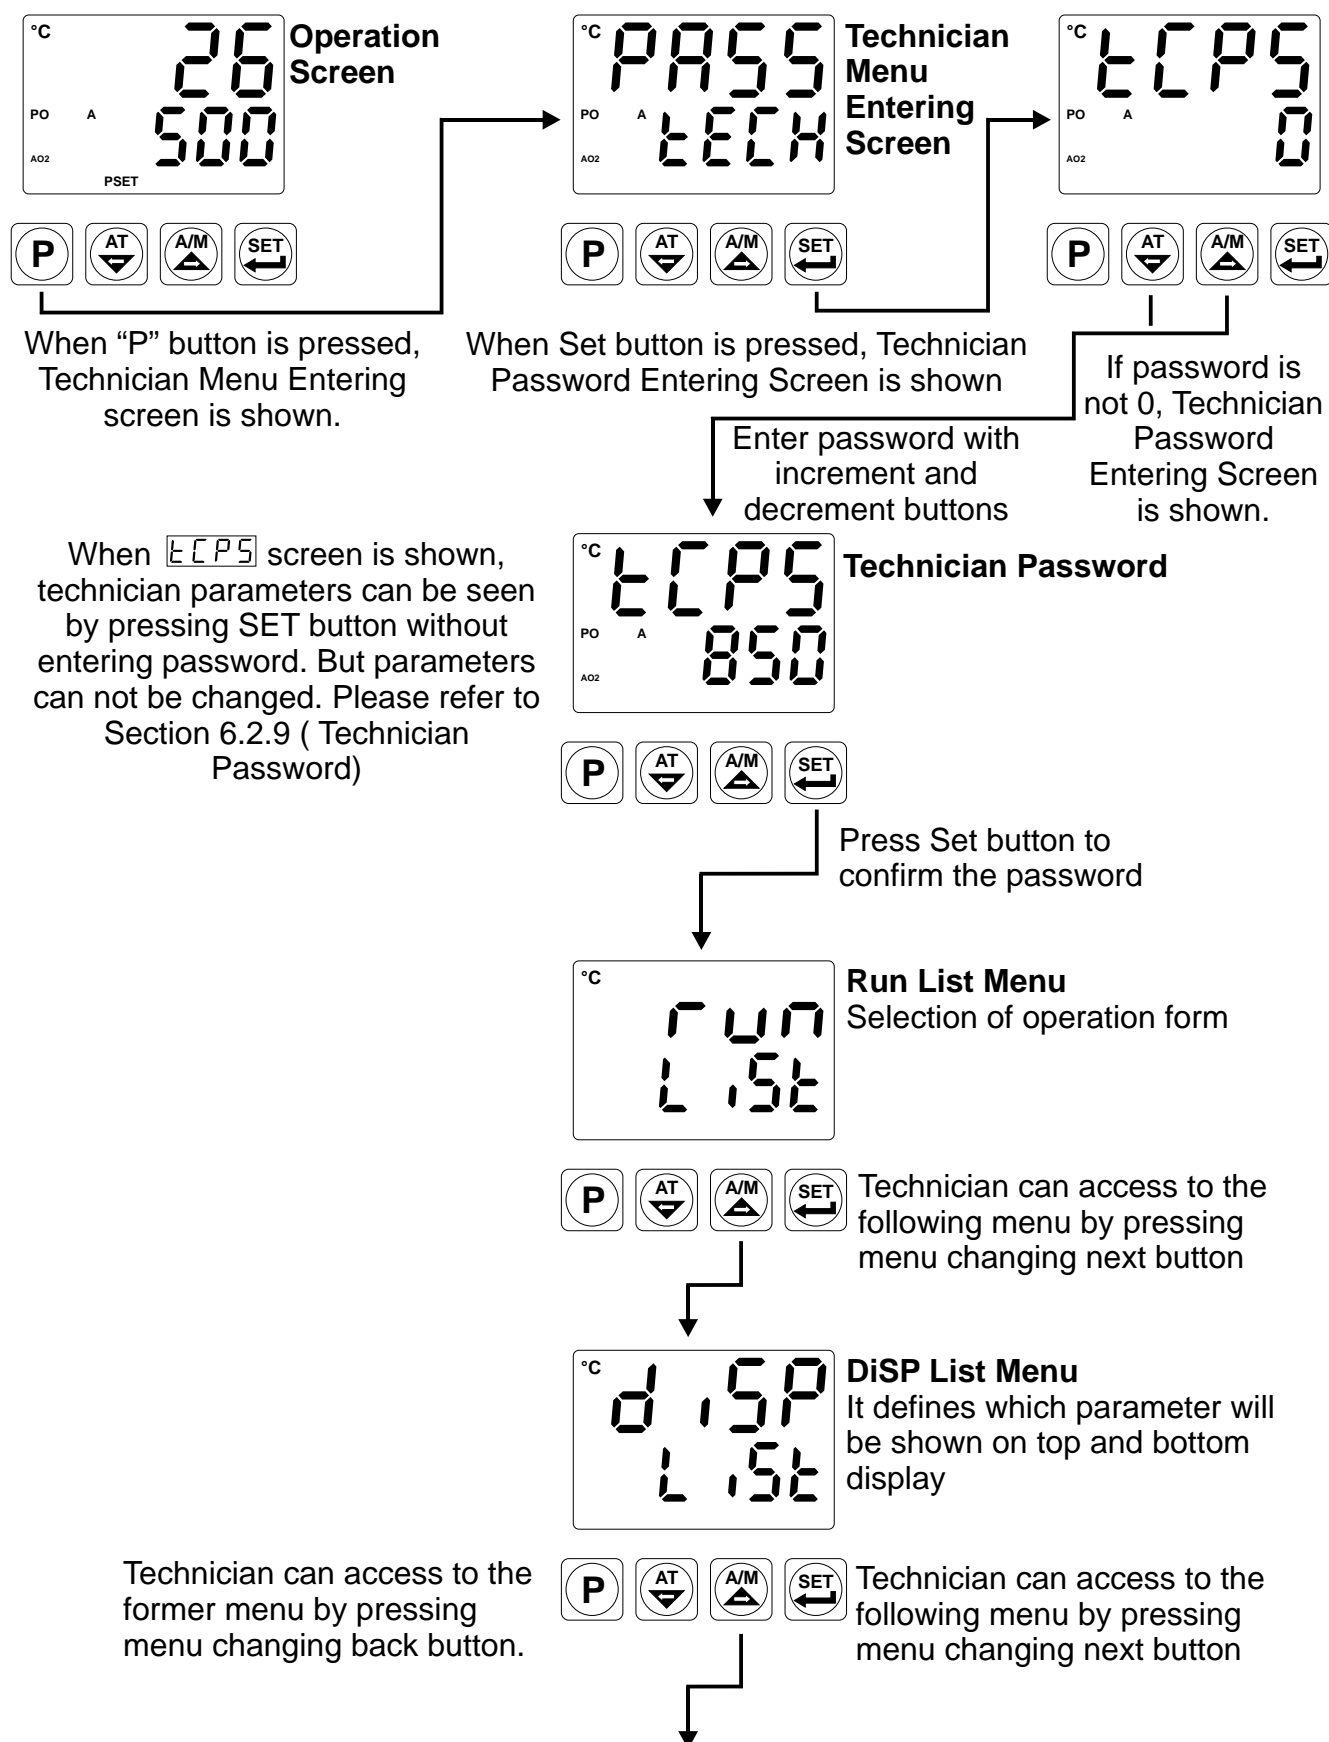 °C 26
PO A 500
AO2
PSET
Operation
Screen
P AT A/M SET
When “P” button is pressed,
Technician Menu Entering
screen is shown.
°C PASS
PO A tECH
AO2
Technician
Menu
Entering
Screen
P AT A/M SET
When Set button is pressed, Technician
Password Entering Screen is shown
°C tCPS
PO A 0
AO2
P AT A/M SET
If password is
not 0, Technician
Password
Entering Screen
is shown.
Enter password with
increment and
decrement buttons
When tCPS screen is shown,
technician parameters can be seen
by pressing SET button without
entering password. But parameters
can not be changed. Please refer to
Section 6.2.9 ( Technician
Password)
°C tCPS
PO A 850
AO2
Technician Password
P AT A/M SET
Press Set button to
confirm the password
°C run
List
Run List Menu
Selection of operation form
P AT A/M SET
Technician can access to the
following menu by pressing
menu changing next button
°C diSP
List
DiSP List Menu
It defines which parameter will
be shown on top and bottom
display
Technician can access to the
former menu by pressing
menu changing back button.
P AT A/M SET
Technician can access to the
following menu by pressing
menu changing next button